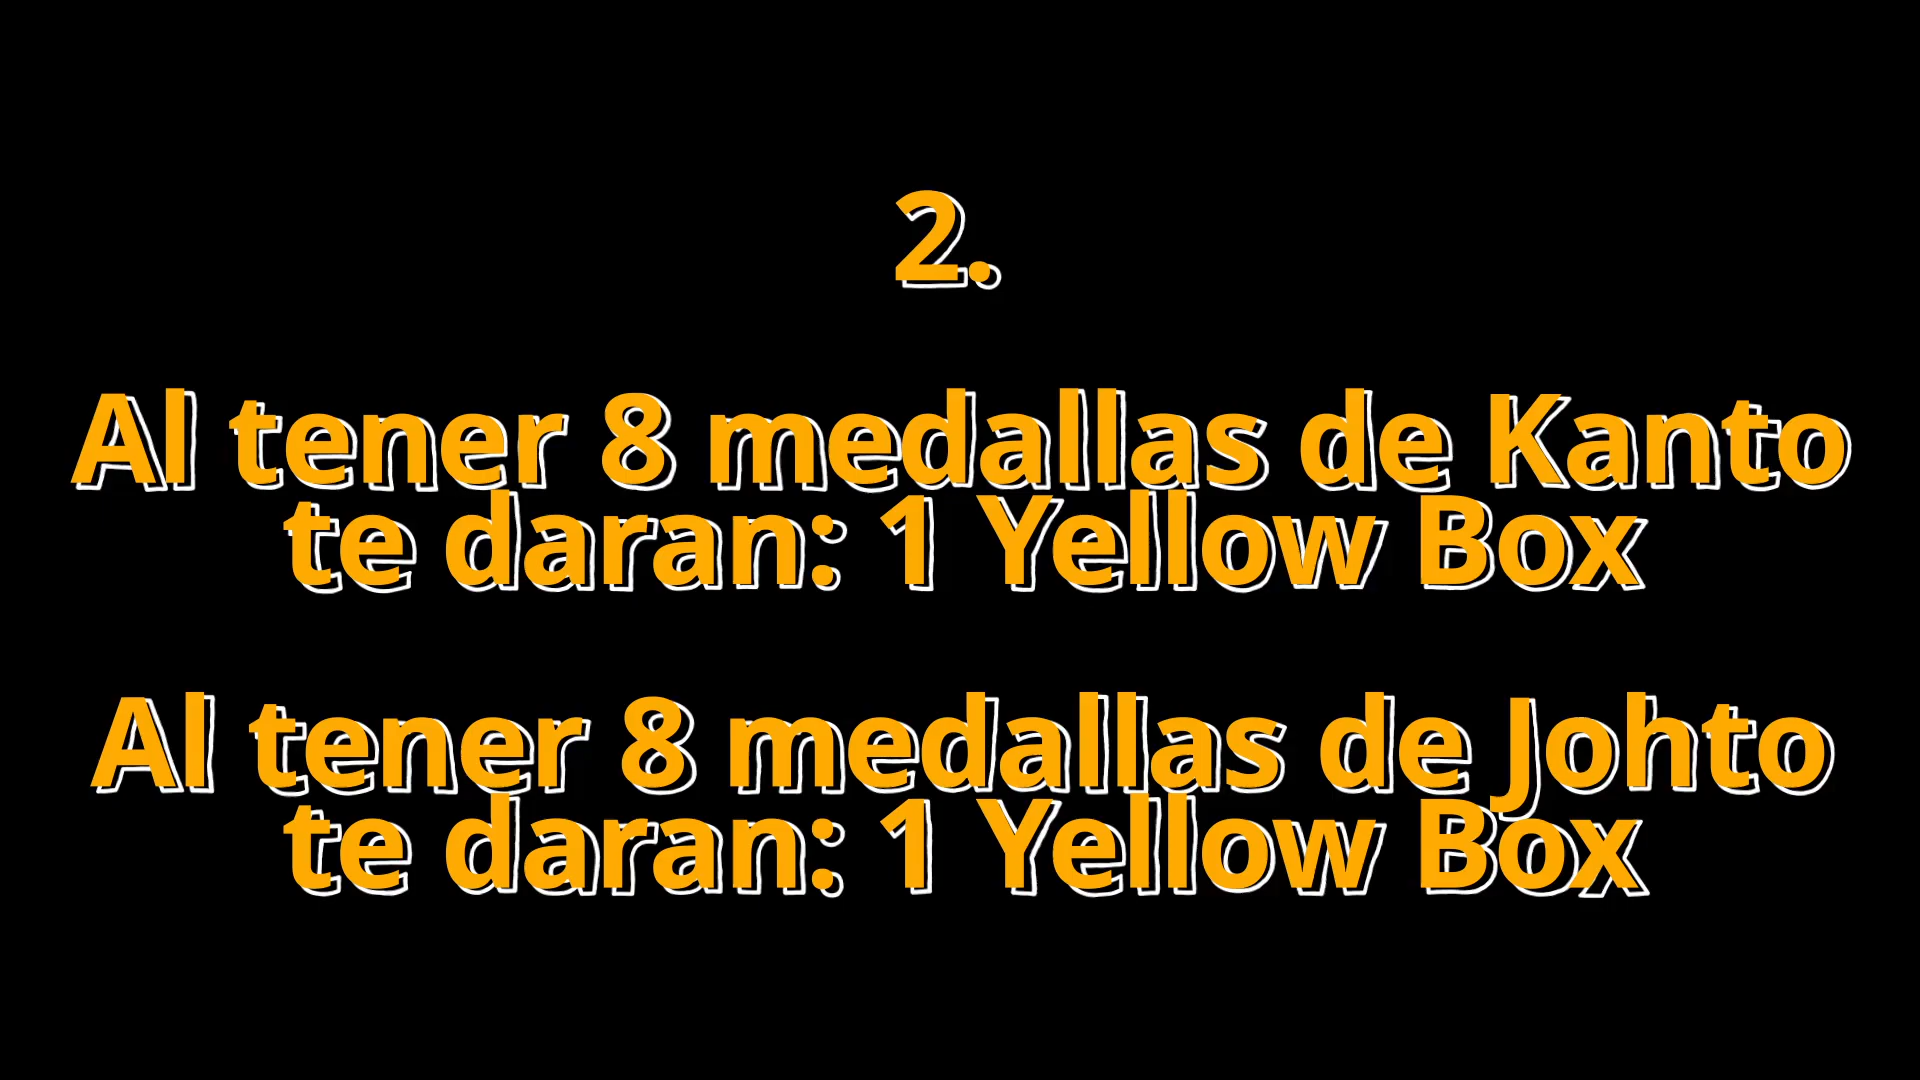 2.
Al tener 8 medallas de Kanto
te daran: 1 Yellow Box
Al tener 8 medallas de Johto
te daran: 1 Yellow Box